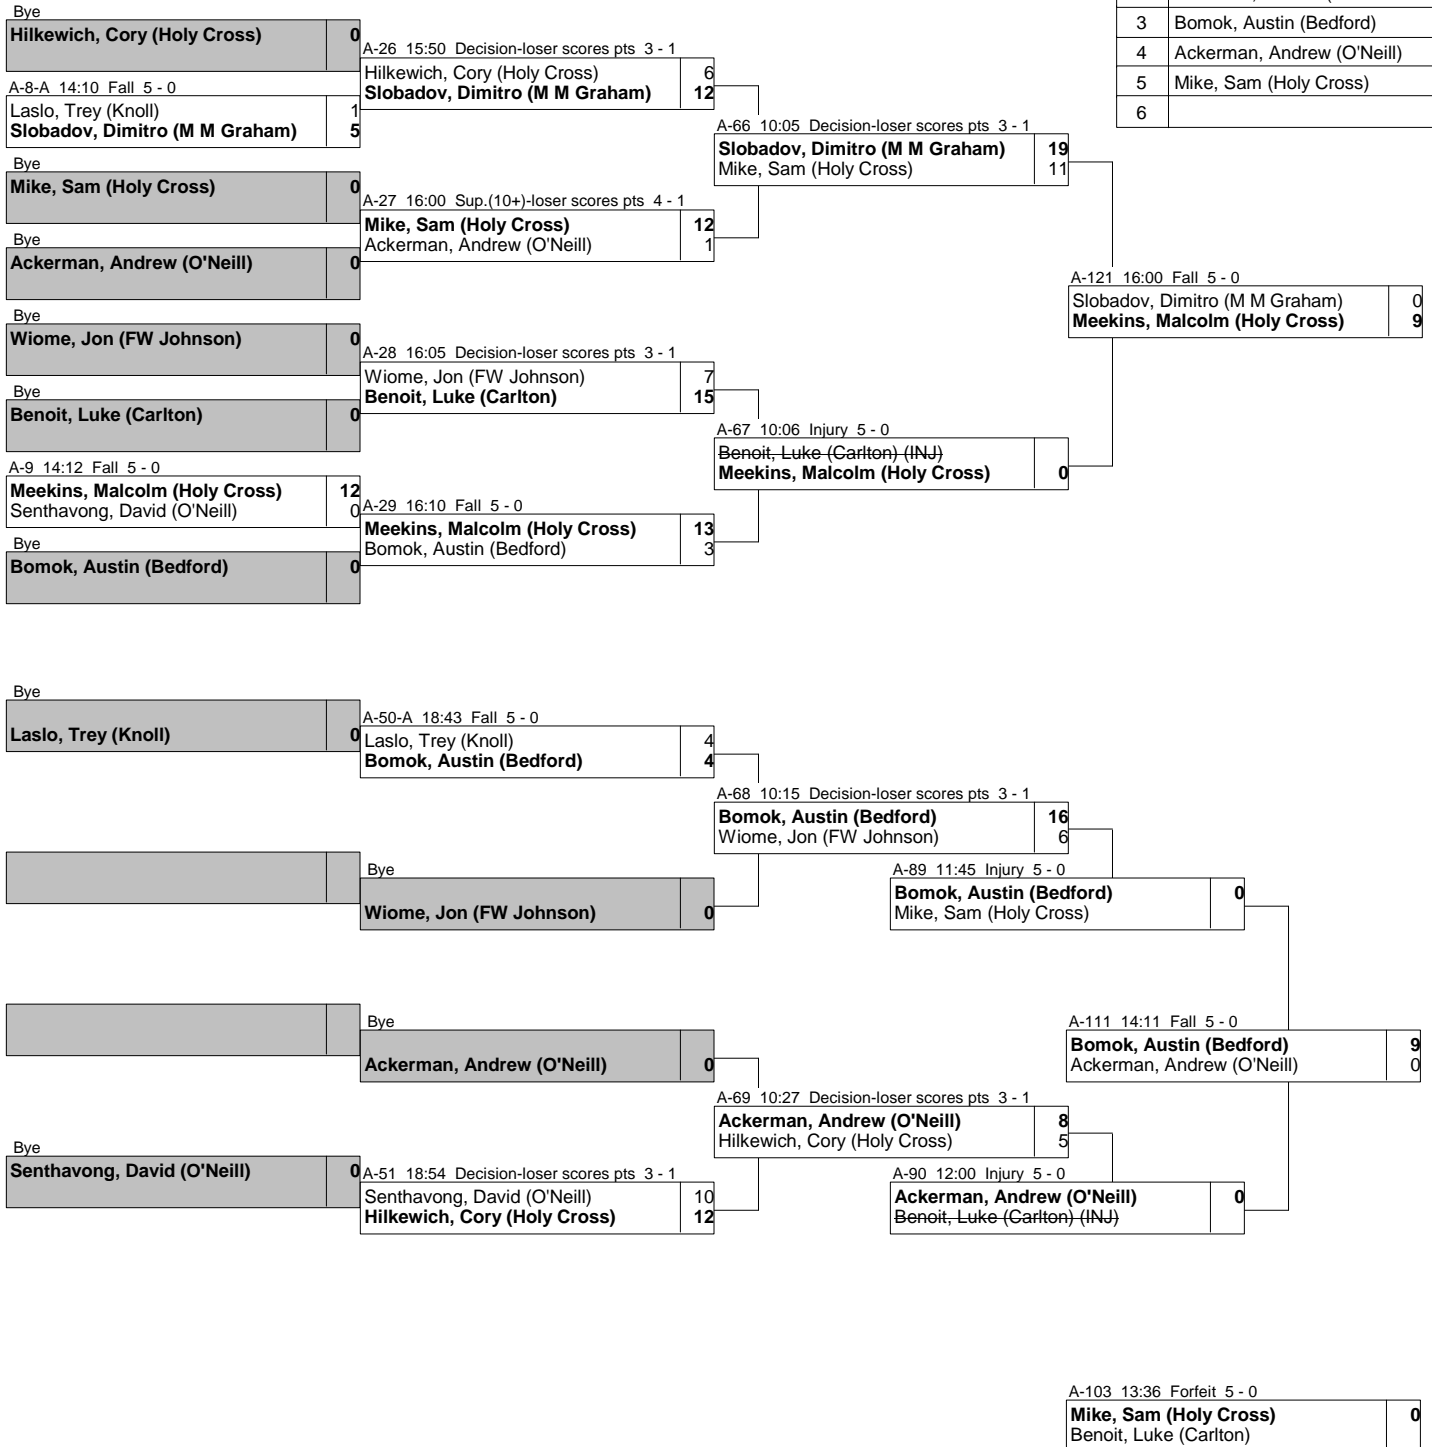 Bye
Hilkewich, Cory (Holy Cross) 0
A-8-A 14:10 Fall 5 - 0
Laslo, Trey (Knoll) 1
Slobadov, Dimitro (M M Graham) 5
Bye
Mike, Sam (Holy Cross) 0
Bye
Ackerman, Andrew (O'Neill) 0
Bye
Wiome, Jon (FW Johnson) 0
Bye
Benoit, Luke (Carlton) 0
A-9 14:12 Fall 5 - 0
Meekins, Malcolm (Holy Cross) 12
Senthavong, David (O'Neill) 0
Bye
Bomok, Austin (Bedford) 0
A-26 15:50 Decision-loser scores pts 3 - 1
Hilkewich, Cory (Holy Cross) 6
Slobadov, Dimitro (M M Graham) 12
A-27 16:00 Sup.(10+)-loser scores pts 4 - 1
Mike, Sam (Holy Cross) 12
Ackerman, Andrew (O'Neill) 1
A-28 16:05 Decision-loser scores pts 3 - 1
Wiome, Jon (FW Johnson) 7
Benoit, Luke (Carlton) 15
A-29 16:10 Fall 5 - 0
Meekins, Malcolm (Holy Cross) 13
Bomok, Austin (Bedford) 3
A-66 10:05 Decision-loser scores pts 3 - 1
Slobadov, Dimitro (M M Graham) 19
Mike, Sam (Holy Cross) 11
A-67 10:06 Injury 5 - 0
Benoit, Luke (Carlton) (INJ)
Meekins, Malcolm (Holy Cross) 0
A-121 16:00 Fall 5 - 0
Slobadov, Dimitro (M M Graham) 0
Meekins, Malcolm (Holy Cross) 9
3 Bomok, Austin (Bedford)
4 Ackerman, Andrew (O'Neill)
5 Mike, Sam (Holy Cross)
6
Bye
Laslo, Trey (Knoll) 0
Bye
Senthavong, David (O'Neill) 0
A-50-A 18:43 Fall 5 - 0
Laslo, Trey (Knoll) 4
Bomok, Austin (Bedford) 4
Bye
Wiome, Jon (FW Johnson) 0
Bye
Ackerman, Andrew (O'Neill) 0
A-51 18:54 Decision-loser scores pts 3 - 1
Senthavong, David (O'Neill) 10
Hilkewich, Cory (Holy Cross) 12
A-68 10:15 Decision-loser scores pts 3 - 1
Bomok, Austin (Bedford) 16
Wiome, Jon (FW Johnson) 6
A-69 10:27 Decision-loser scores pts 3 - 1
Ackerman, Andrew (O'Neill) 8
Hilkewich, Cory (Holy Cross) 5
A-89 11:45 Injury 5 - 0
Bomok, Austin (Bedford) 0
Mike, Sam (Holy Cross)
A-90 12:00 Injury 5 - 0
Ackerman, Andrew (O'Neill) 0
Benoit, Luke (Carlton) (INJ)
A-111 14:11 Fall 5 - 0
Bomok, Austin (Bedford) 9
Ackerman, Andrew (O'Neill) 0
A-103 13:36 Forfeit 5 - 0
Mike, Sam (Holy Cross) 0
Benoit, Luke (Carlton)